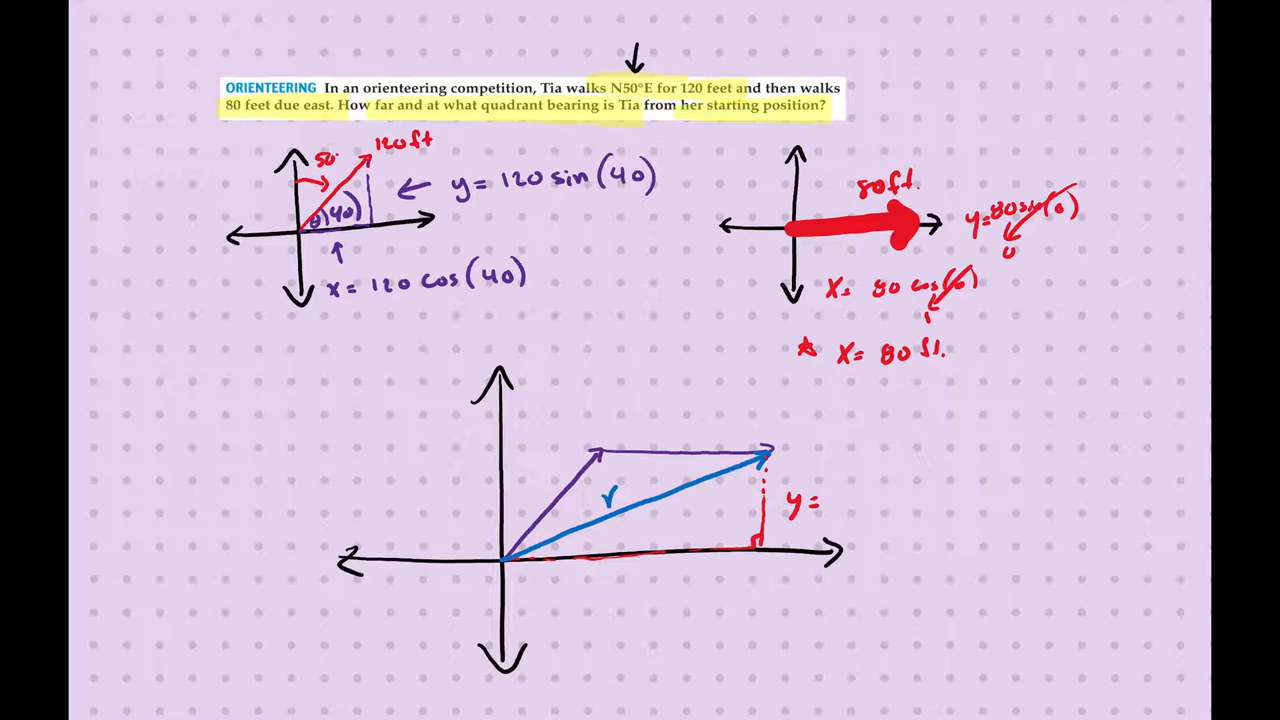 ORIENTEERING In an orienteering competition, Tia walks N50°E for 120 feet and then walks
80 feet due east. How far and at what quadrant bearing is Tia from her starting position?
50°
120ft
θ(40)
y = 120 sin (40)
x = 120 cos (40)
80ft.
y = 80 sin(0)
0
x = 80 cos(0)
1
x = 80 ft.
r
y =